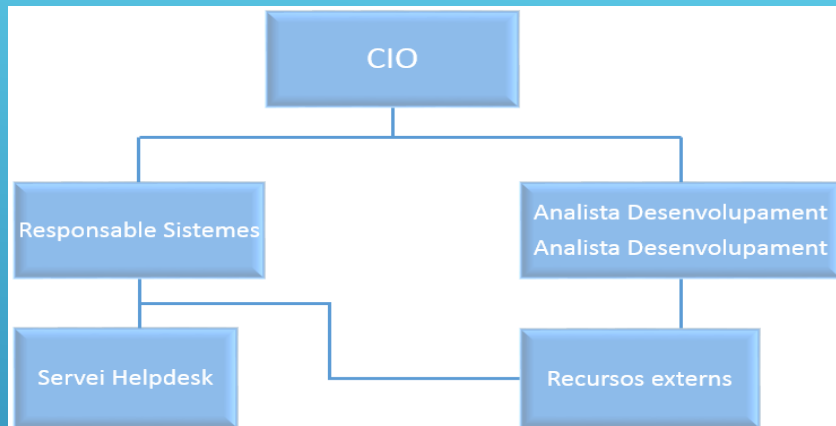 CIO
Responsable Sistemes
Analista Desenvolupament
Analista Desenvolupament
Servei Helpdesk
Recursos externs